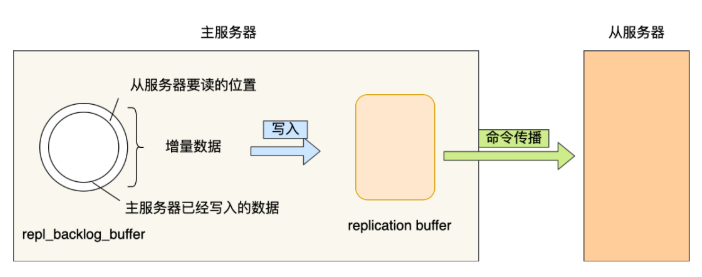 主服务器
从服务器
从服务器要读的位置
增量数据
写入
命令传播
主服务器已经写入的数据
repl_backlog_buffer
replication buffer